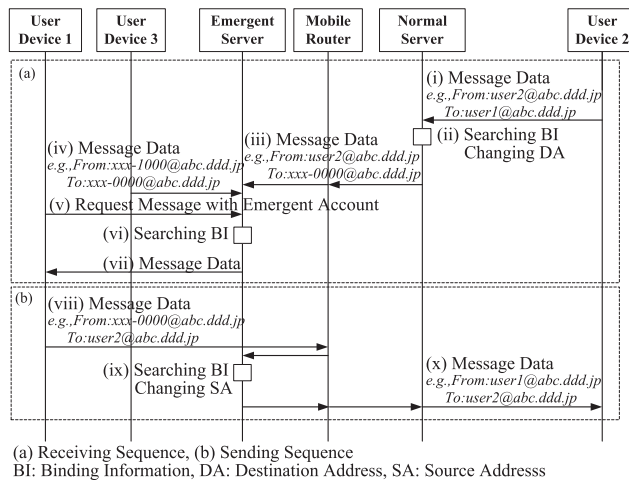 User Device 1
User Device 3
Emergent Server
Mobile Router
Normal Server
User Device 2
(a)
(i) Message Data
e.g.,From:user2@abc.ddd.jp
To:user1@abc.ddd.jp
(ii) Searching BI
Changing DA
(iii) Message Data
e.g.,From:user2@abc.ddd.jp
To:xxx-0000@abc.ddd.jp
(iv) Message Data
e.g.,From:xxx-1000@abc.ddd.jp
To:xxx-0000@abc.ddd.jp
(v) Request Message with Emergent Account
(vi) Searching BI
(vii) Message Data
(b)
(viii) Message Data
e.g.,From:xxx-0000@abc.ddd.jp
To:user2@abc.ddd.jp
(ix) Searching BI
Changing SA
(x) Message Data
e.g.,From:user1@abc.ddd.jp
To:user2@abc.ddd.jp
(a) Receiving Sequence, (b) Sending Sequence
BI: Binding Information, DA: Destination Address, SA: Source Addresss